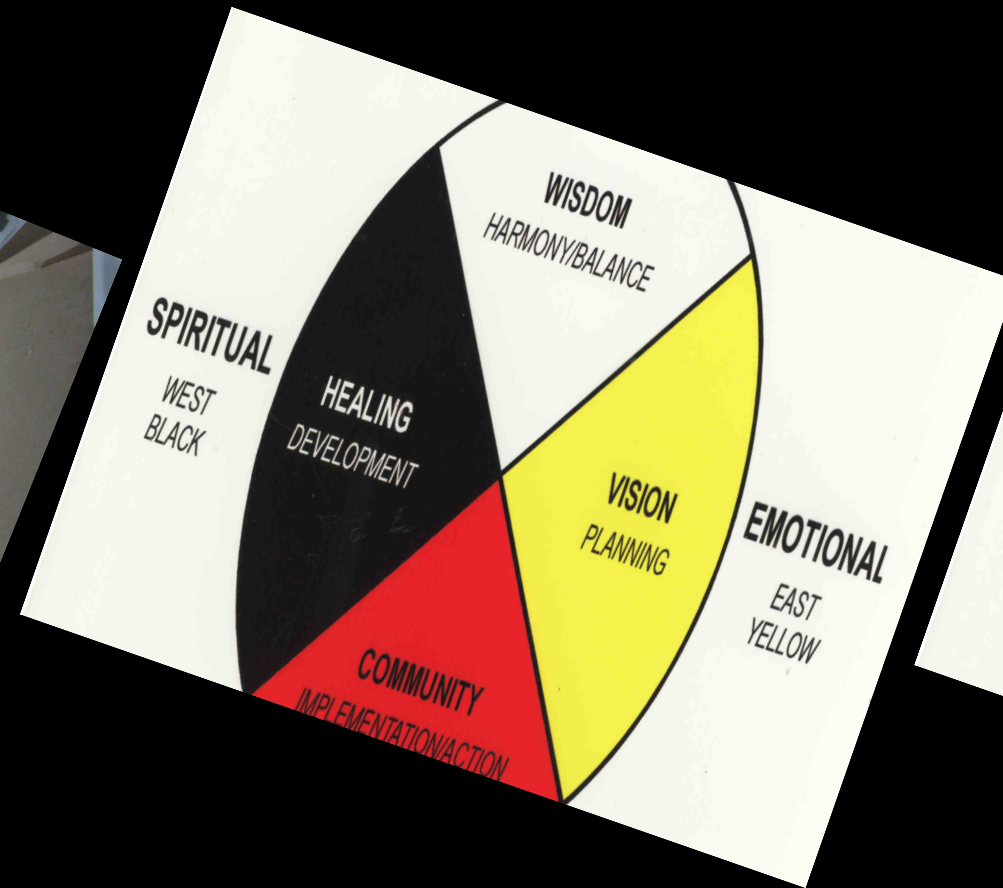 WISDOM
HARMONY/BALANCE
SPIRITUAL
WEST
BLACK
HEALING
DEVELOPMENT
VISION
PLANNING
EMOTIONAL
EAST
YELLOW
COMMUNITY
IMPLEMENTATION/ACTION